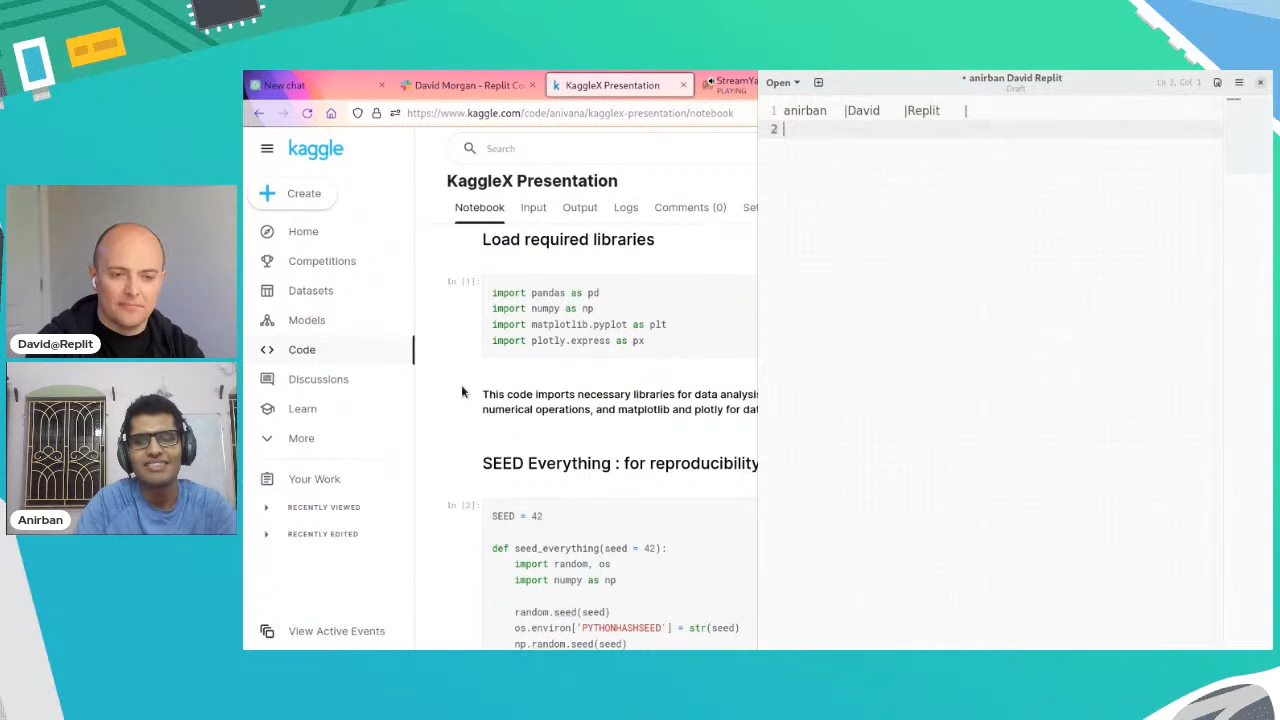 New chat
David Morgan - Replit Co
KaggleX Presentation
StreamYa
PLAYING
https://www.kaggle.com/code/anivana/kagglex-presentation/notebook
kaggle
Search
Create
Home
Competitions
Datasets
Models
Code
Discussions
Learn
More
Your Work
RECENTLY VIEWED
RECENTLY EDITED
View Active Events
KaggleX Presentation
Notebook Input Output Logs Comments (0) Set
Load required libraries
In [1]:
import pandas as pd
import numpy as np
import matplotlib.pyplot as plt
import plotly.express as px
This code imports necessary libraries for data analysis
numerical operations, and matplotlib and plotly for dat
SEED Everything : for reproducibility
In [2]:
SEED = 42
def seed_everything(seed = 42):
import random, os
import numpy as np
random.seed(seed)
os.environ['PYTHONHASHSEED'] = str(seed)
np.random.seed(seed)
Open
• anirban David Replit
Draft
Ln 2, Col 1
1 anirban |David |Replit |
2
David@Replit
Anirban